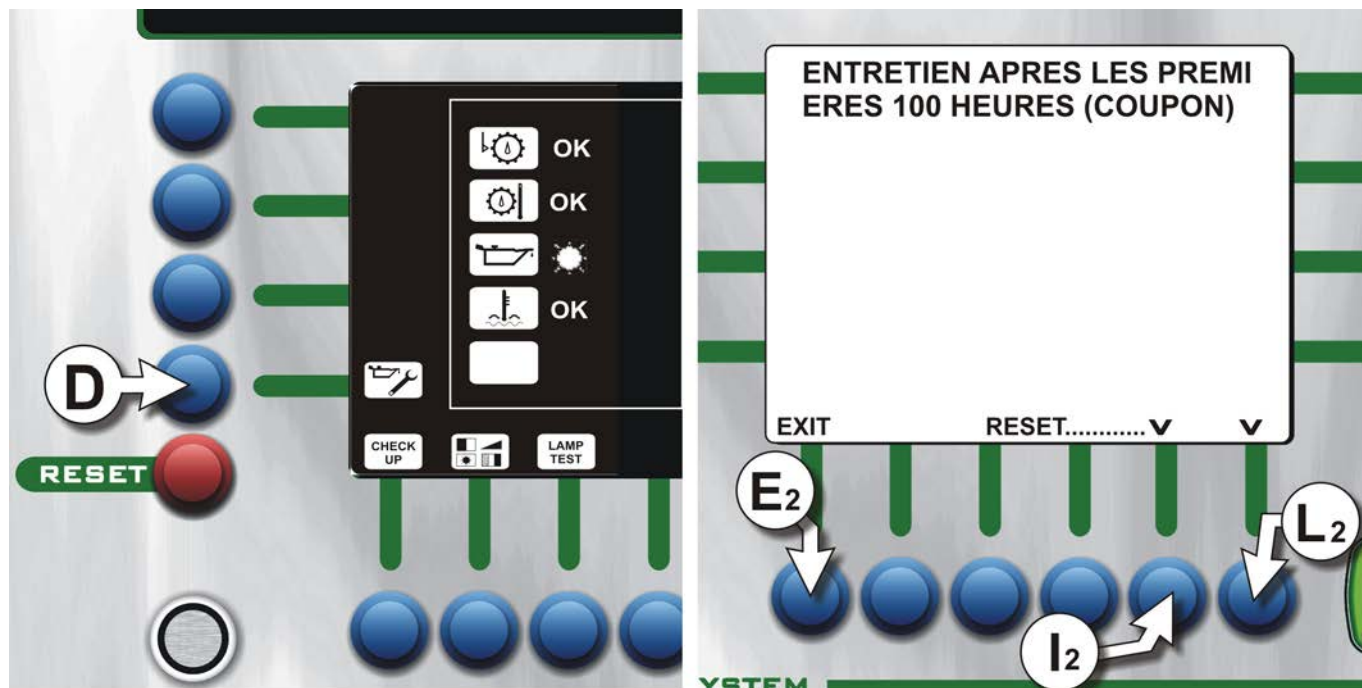 OK
OK
OK
D
CHECK
UP
LAMP
TEST
RESET
ENTRETIEN APRES LES PREMI
ERES 100 HEURES (COUPON)
EXIT RESET............ v v
E2
L2
I2
YSTEM